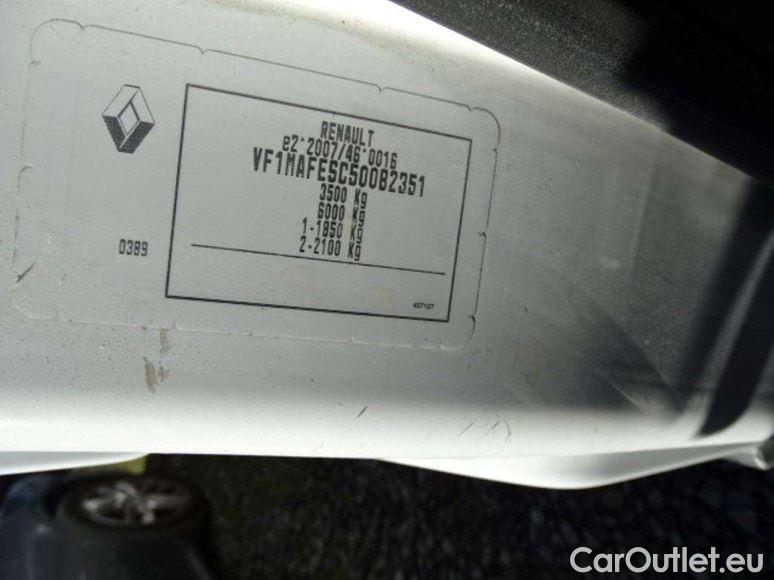 RENAULT
e2*2007/46*0016
VF1MAFESC50082351
3500 Kg
6000 Kg
1-1850 Kg
2-2100 Kg
0389
437127
CarOutlet.eu